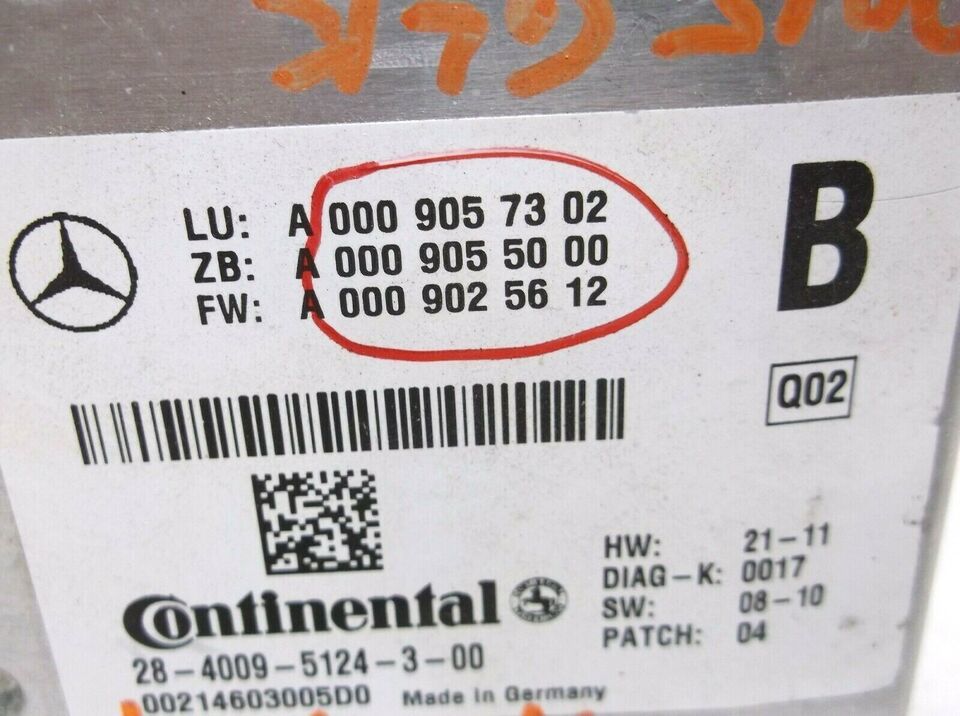 GLK
LU: A 000 905 73 02
ZB: A 000 905 50 00
FW: A 000 902 56 12
B
Q02
HW: 21-11
DIAG-K: 0017
SW: 08-10
PATCH: 04
Continental
28-4009-5124-3-00
00214603005D0 Made in Germany